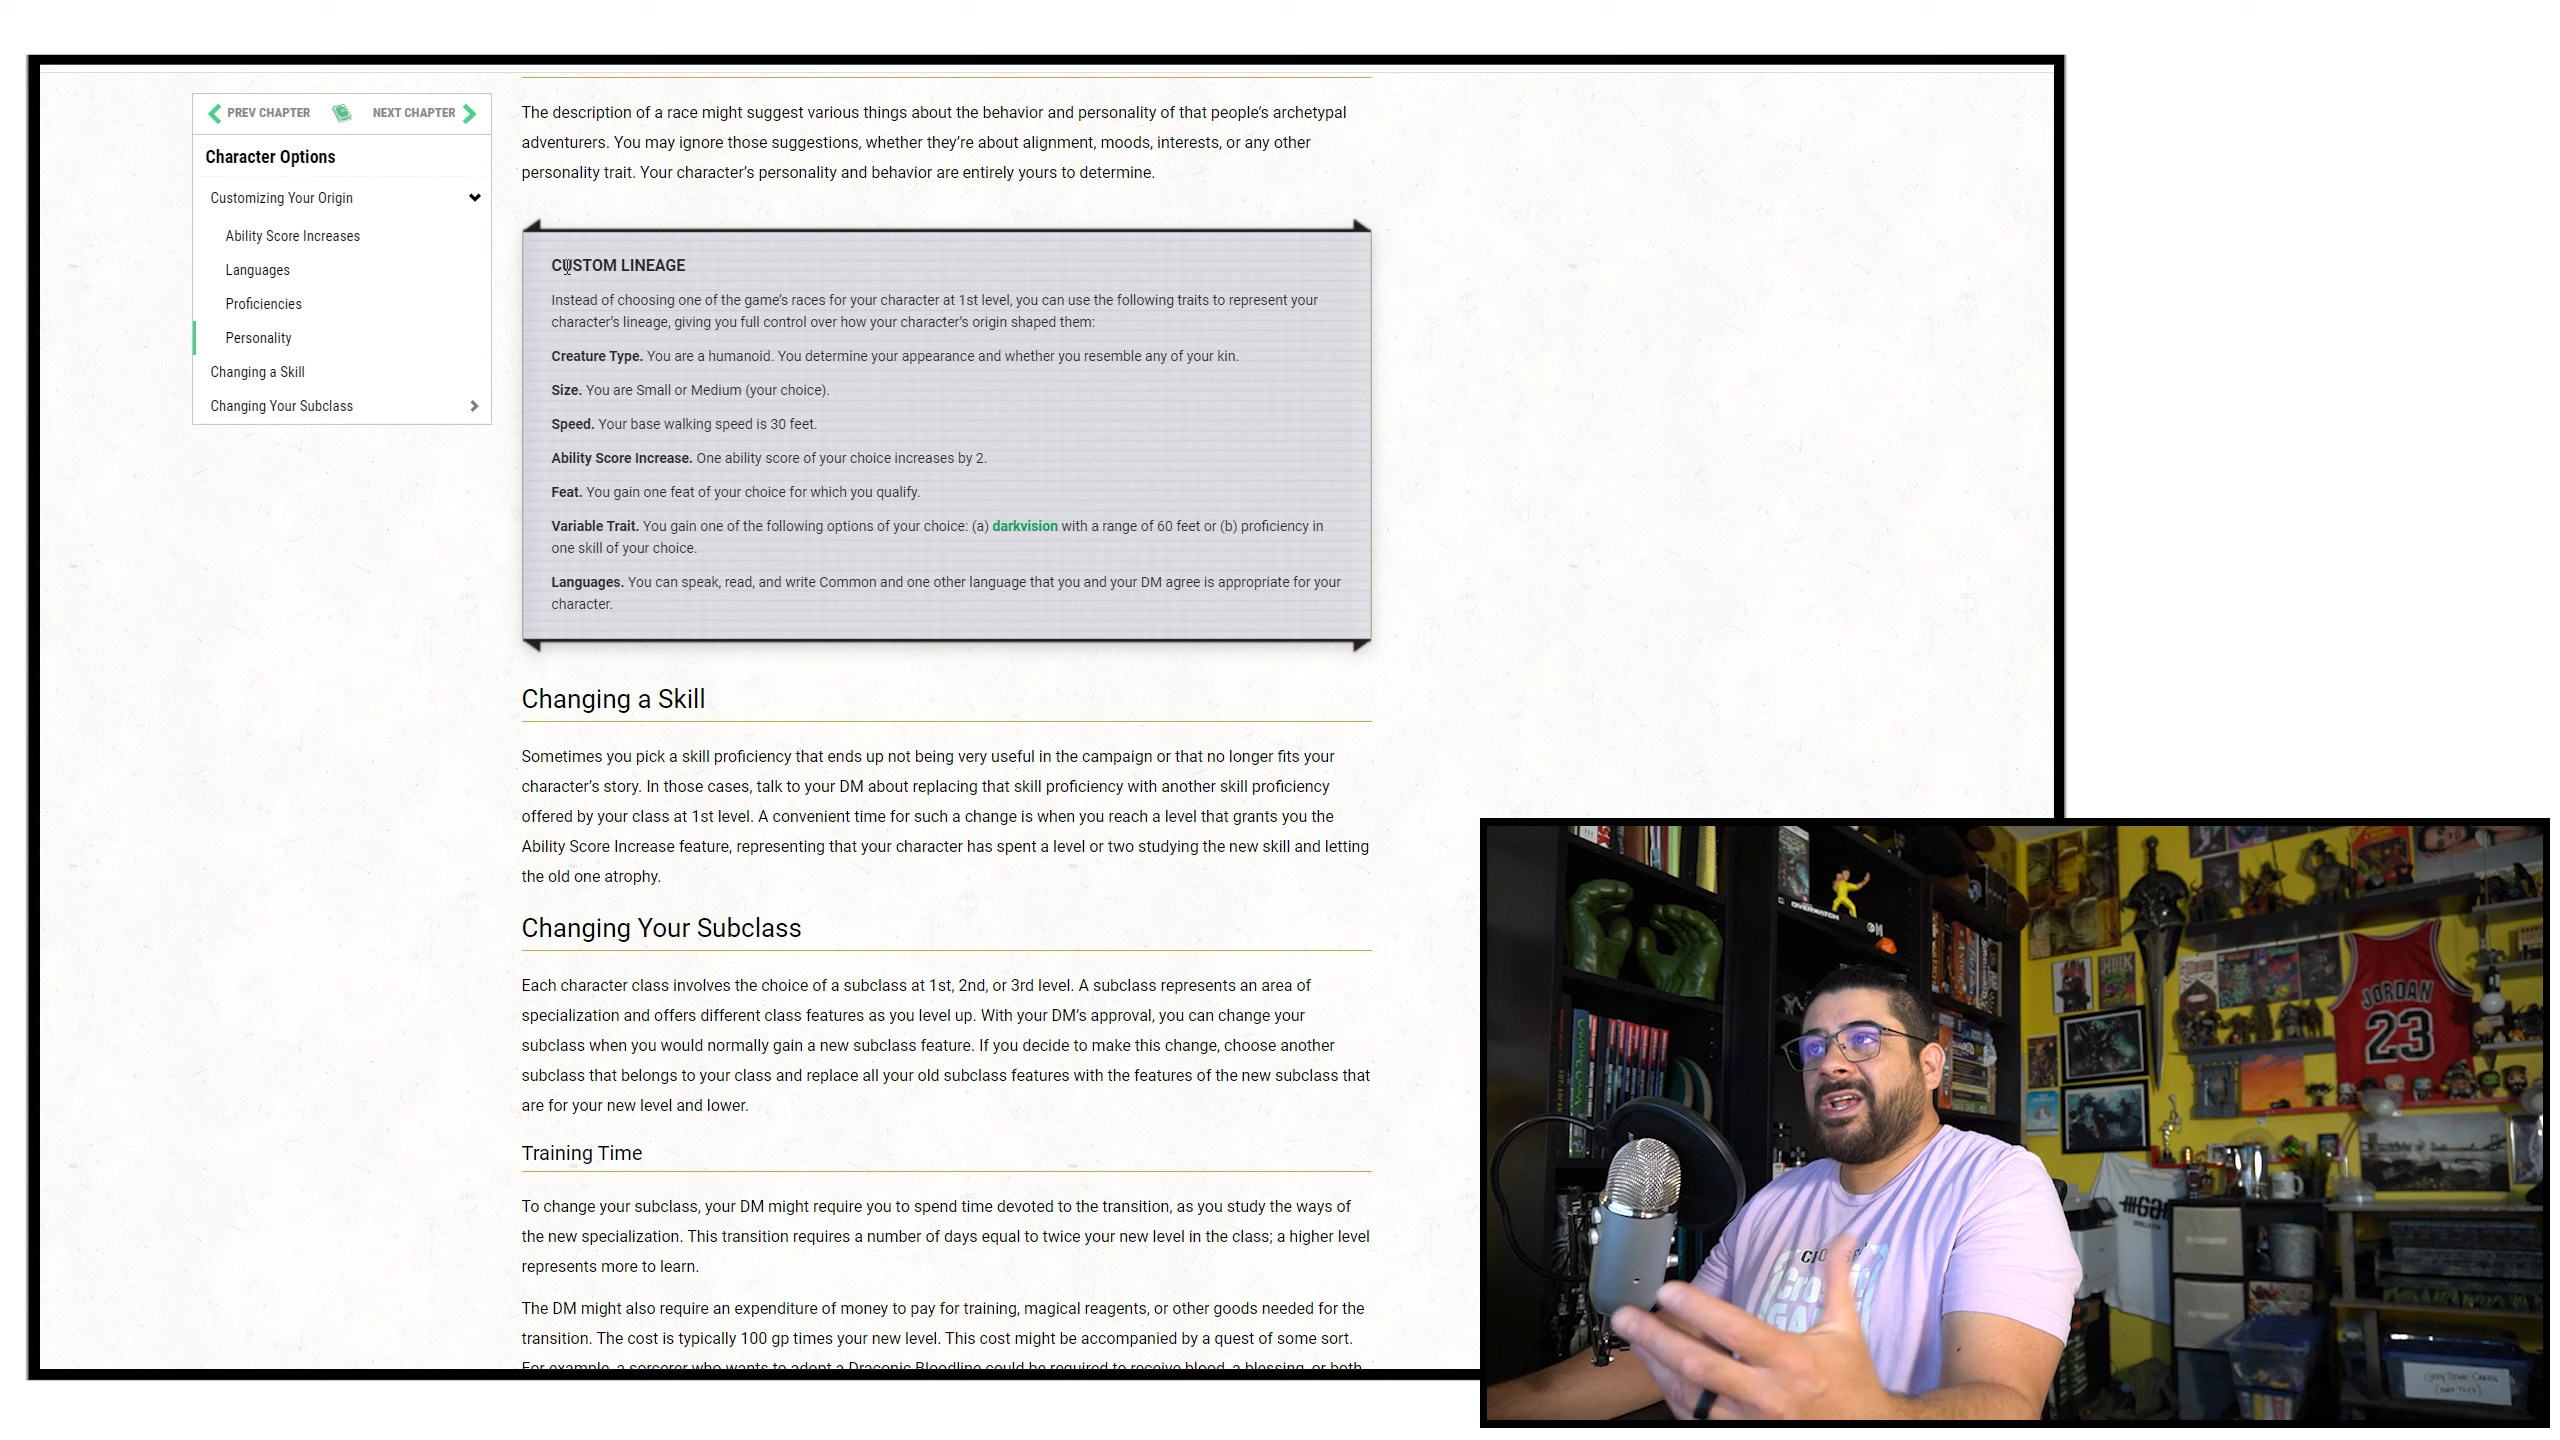 PREV CHAPTER
NEXT CHAPTER
Character Options
Customizing Your Origin
Ability Score Increases
Languages
Proficiencies
Personality
Changing a Skill
Changing Your Subclass
The description of a race might suggest various things about the behavior and personality of that people’s archetypal
adventurers. You may ignore those suggestions, whether they’re about alignment, moods, interests, or any other
personality trait. Your character’s personality and behavior are entirely yours to determine.
CUSTOM LINEAGE
Instead of choosing one of the game’s races for your character at 1st level, you can use the following traits to represent your
character’s lineage, giving you full control over how your character’s origin shaped them:
Creature Type. You are a humanoid. You determine your appearance and whether you resemble any of your kin.
Size. You are Small or Medium (your choice).
Speed. Your base walking speed is 30 feet.
Ability Score Increase. One ability score of your choice increases by 2.
Feat. You gain one feat of your choice for which you qualify.
Variable Trait. You gain one of the following options of your choice: (a) darkvision with a range of 60 feet or (b) proficiency in
one skill of your choice.
Languages. You can speak, read, and write Common and one other language that you and your DM agree is appropriate for your
character.
Changing a Skill
Sometimes you pick a skill proficiency that ends up not being very useful in the campaign or that no longer fits your
character’s story. In those cases, talk to your DM about replacing that skill proficiency with another skill proficiency
offered by your class at 1st level. A convenient time for such a change is when you reach a level that grants you the
Ability Score Increase feature, representing that your character has spent a level or two studying the new skill and letting
the old one atrophy.
Changing Your Subclass
Each character class involves the choice of a subclass at 1st, 2nd, or 3rd level. A subclass represents an area of
specialization and offers different class features as you level up. With your DM’s approval, you can change your
subclass when you would normally gain a new subclass feature. If you decide to make this change, choose another
subclass that belongs to your class and replace all your old subclass features with the features of the new subclass that
are for your new level and lower.
Training Time
To change your subclass, your DM might require you to spend time devoted to the transition, as you study the ways of
the new specialization. This transition requires a number of days equal to twice your new level in the class; a higher level
represents more to learn.
The DM might also require an expenditure of money to pay for training, magical reagents, or other goods needed for the
transition. The cost is typically 100 gp times your new level. This cost might be accompanied by a quest of some sort.
For example, a sorcerer who wants to adopt a Draconic Bloodline could be required to receive blood, a blessing, or both
OVERWATCH
JORDAN
23